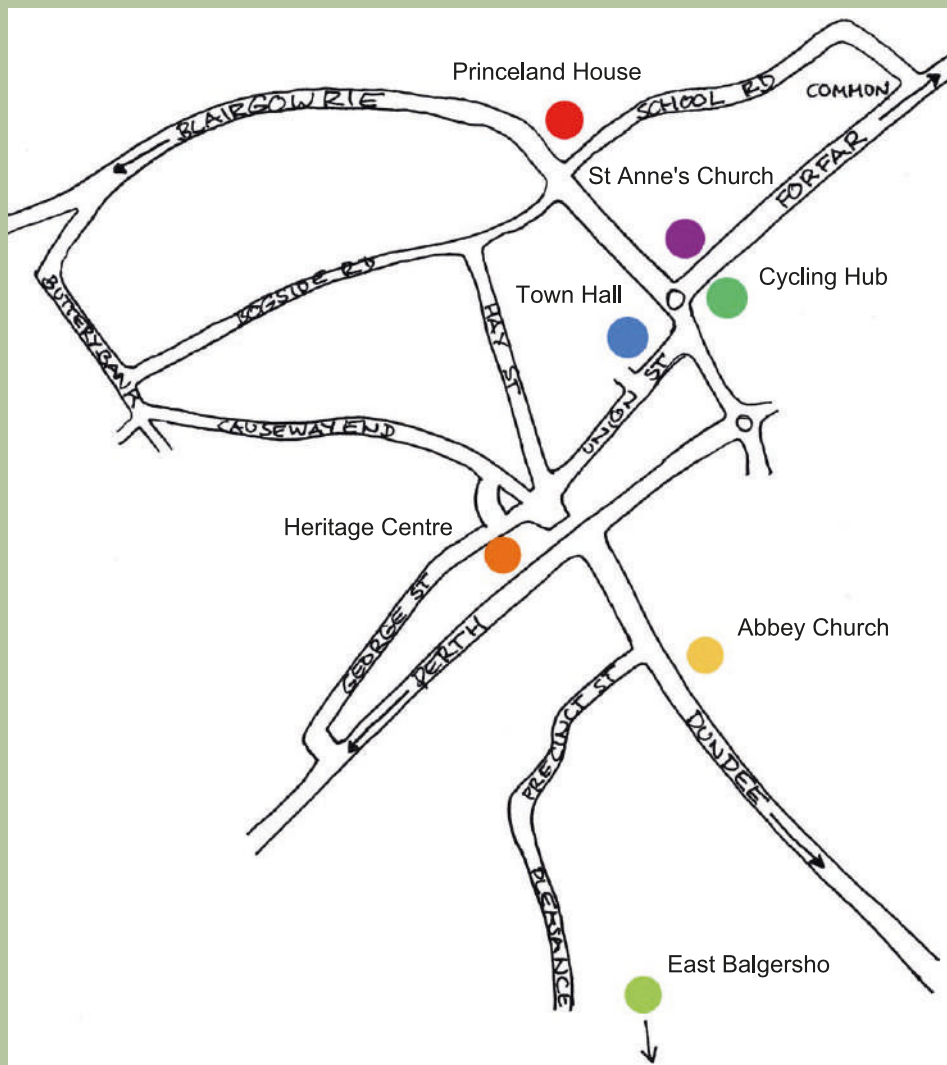 Princeland House
SCHOOL RD
COMMON
BLAIRGOWRIE
FORFAR
St Anne's Church
Cycling Hub
Town Hall
BOGSIDE RD
BUTTERYBANK
HAY ST
UNION ST
CAUSEWAYEND
Heritage Centre
GEORGE ST
PERTH
Abbey Church
PRECINCT ST
DUNDEE
PLEASANCE
East Balgersho